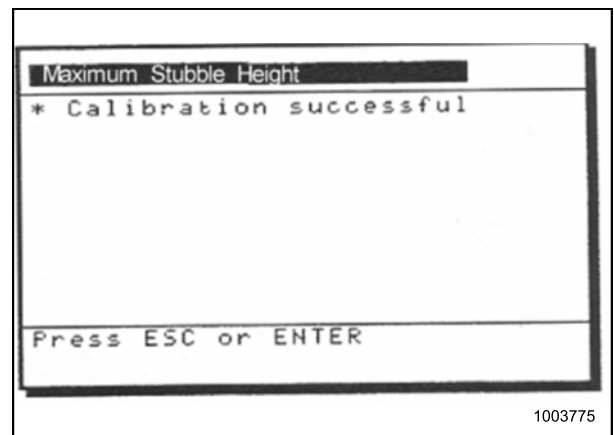 Maximum Stubble Height
* Calibration successful
Press ESC or ENTER
1003775